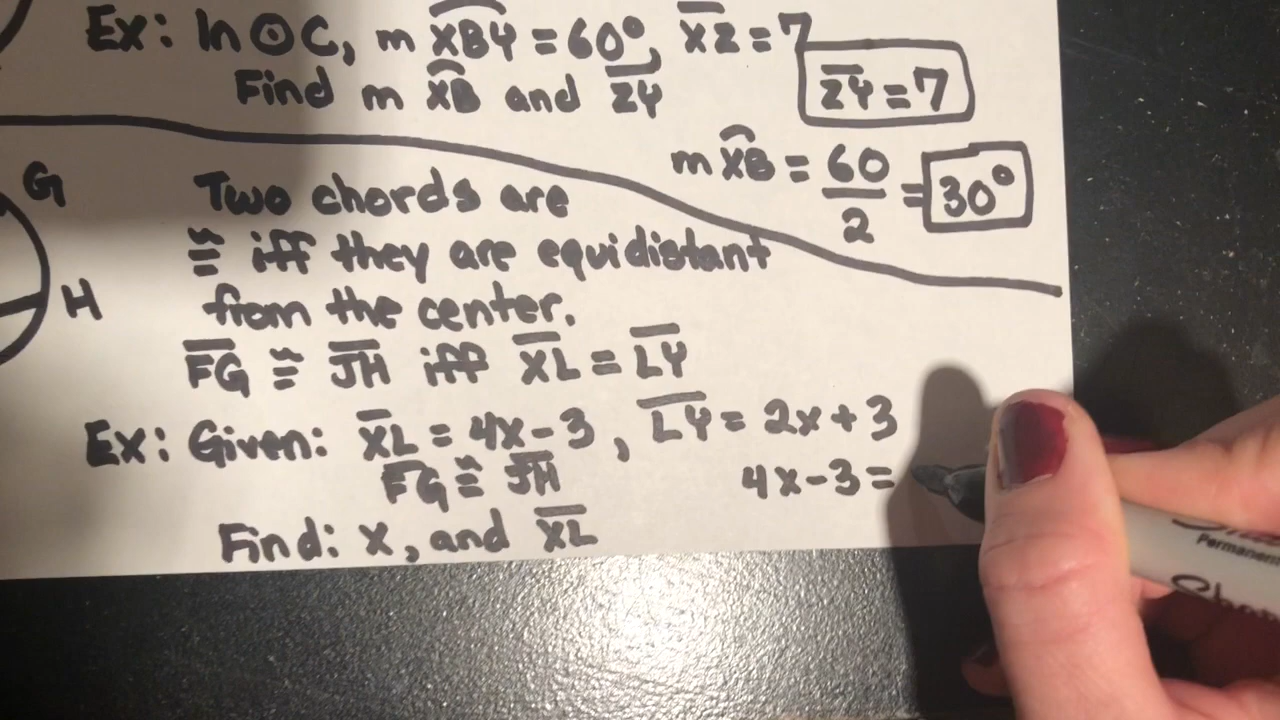 Ex: In ⊙C, m XBY = 60°, XZ = 7
Find m XB and ZY
ZY = 7
m XB = 60/2 = 30°
G
H
Two chords are
≅ iff they are equidistant
from the center.
FG ≅ JH iff XL = LY
Ex: Given: XL = 4x-3, LY = 2x+3
FG ≅ JH
4x-3=
Find: x, and XL
Permanen